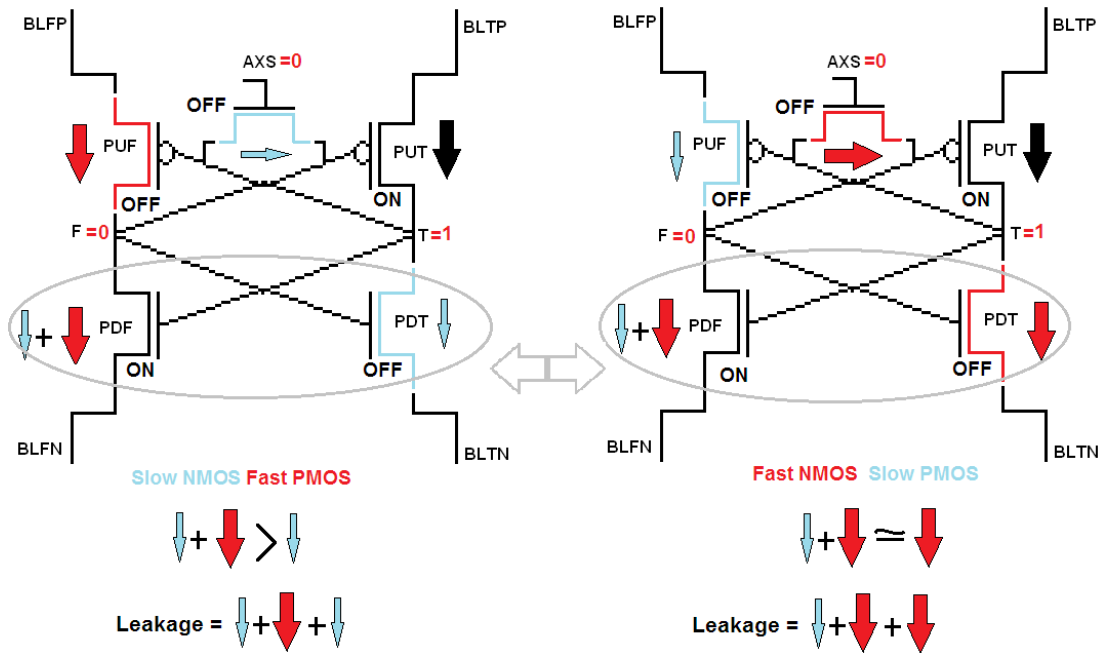 BLFP
BLTP
AXS =0
OFF
PUF
PUT
OFF
ON
F =0
T =1
+
PDF
PDT
ON
OFF
BLFN
BLTN
Slow NMOS Fast PMOS
+ >
Leakage = + +
BLFP
BLTP
AXS =0
OFF
PUF
PUT
OFF
ON
F =0
T =1
+
PDF
PDT
ON
OFF
BLFN
BLTN
Fast NMOS Slow PMOS
+ ≃
Leakage = + +